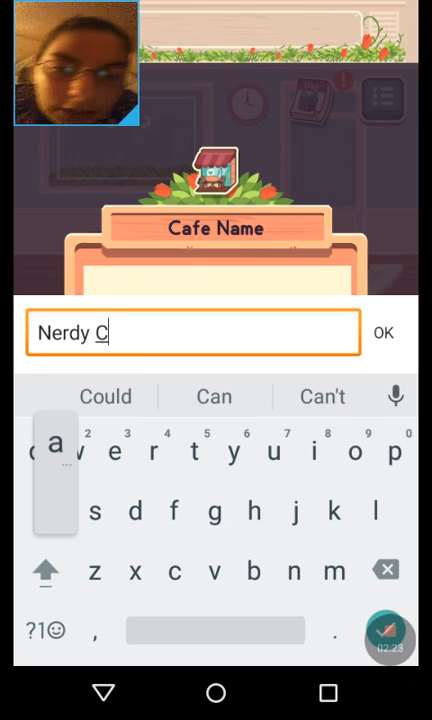 Cafe Name
Nerdy C
OK
Could Can Can't
a
...
2 3 4 5 6 7 8 9 0
e r t y u i o p
s d f g h j k l
z x c v b n m
?1☺ , .
02:23